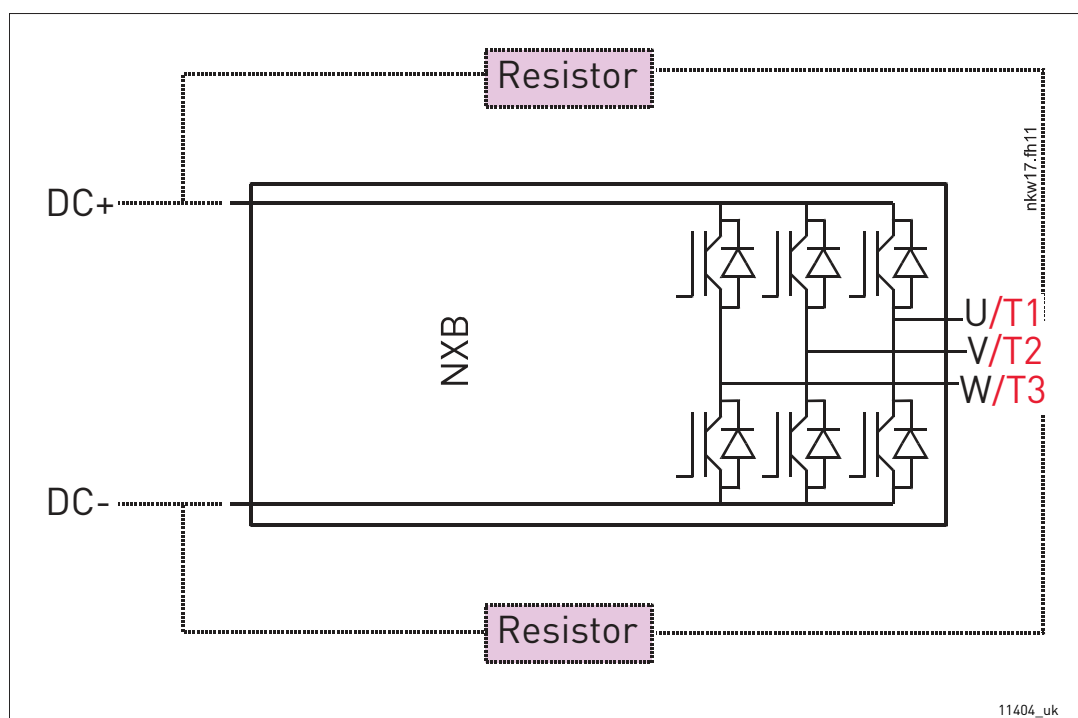 Resistor
nkw17.fh11
DC+
NXB
U/T1
V/T2
W/T3
DC-
Resistor
11404_uk